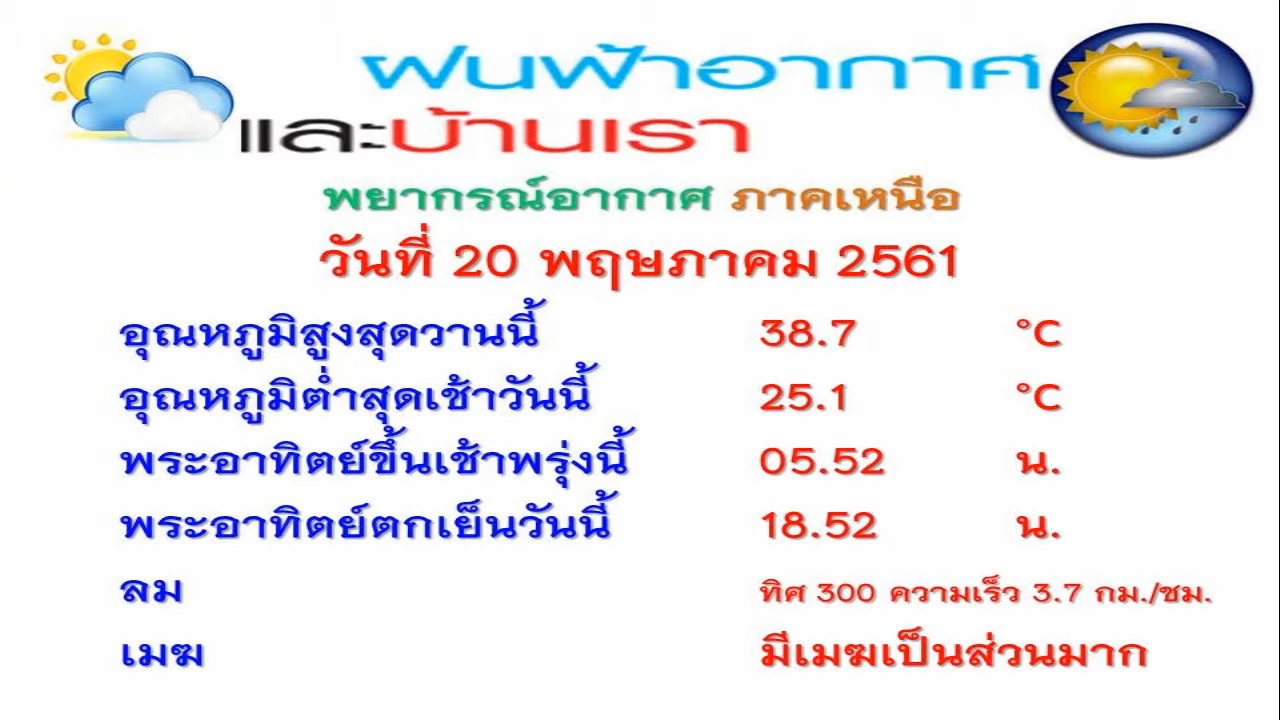 ฝนฟ้าอากาศ
และบ้านเรา
พยากรณ์อากาศ ภาคเหนือ
วันที่ 20 พฤษภาคม 2561
อุณหภูมิสูงสุดวานนี้ 38.7 °C
อุณหภูมิต่ำสุดเช้าวันนี้ 25.1 °C
พระอาทิตย์ขึ้นเช้าพรุ่งนี้ 05.52 น.
พระอาทิตย์ตกเย็นวันนี้ 18.52 น.
ลม ทิศ 300 ความเร็ว 3.7 กม./ชม.
เมฆ มีเมฆเป็นส่วนมาก